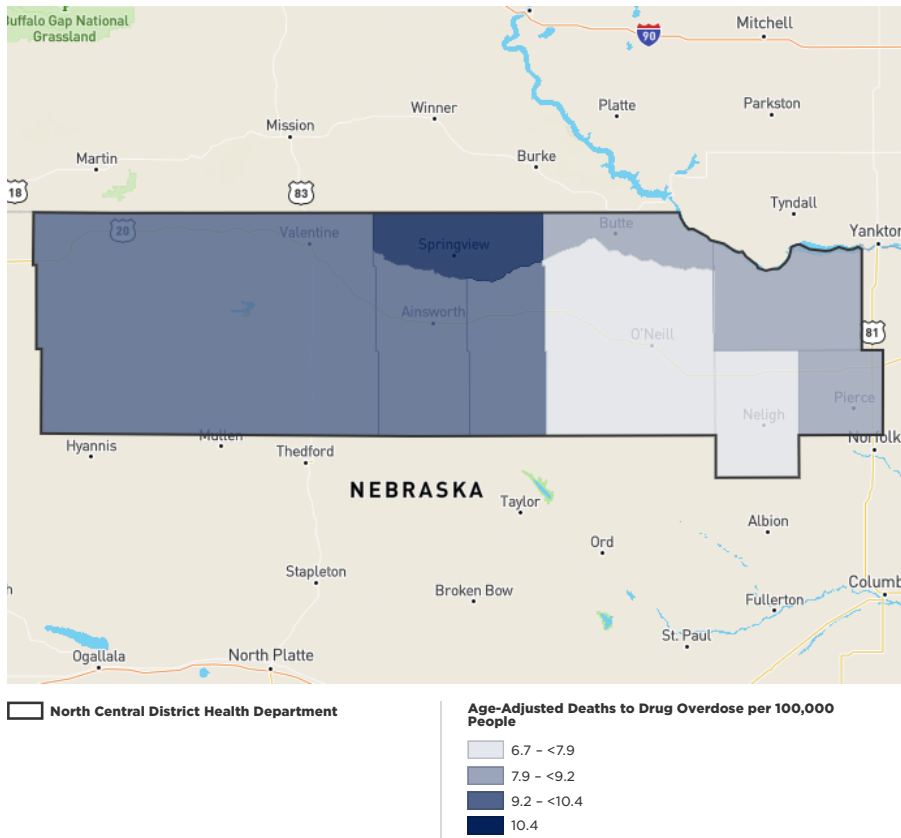 Buffalo Gap National
Grassland
90
Mitchell
Winner
Platte
Parkston
Mission
Martin
Burke
18
83
Tyndall
20
Valentine
Butte
Yankton
Springview
Ainsworth
O'Neill
81
Pierce
Neligh
Hyannis
Mullen
Thedford
Norfolk
NEBRASKA
Taylor
Albion
Ord
Stapleton
Broken Bow
Fullerton
Columb
h
St. Paul
Ogallala
North Platte
North Central District Health Department
Age-Adjusted Deaths to Drug Overdose per 100,000
People
6.7 – <7.9
7.9 – <9.2
9.2 – <10.4
10.4